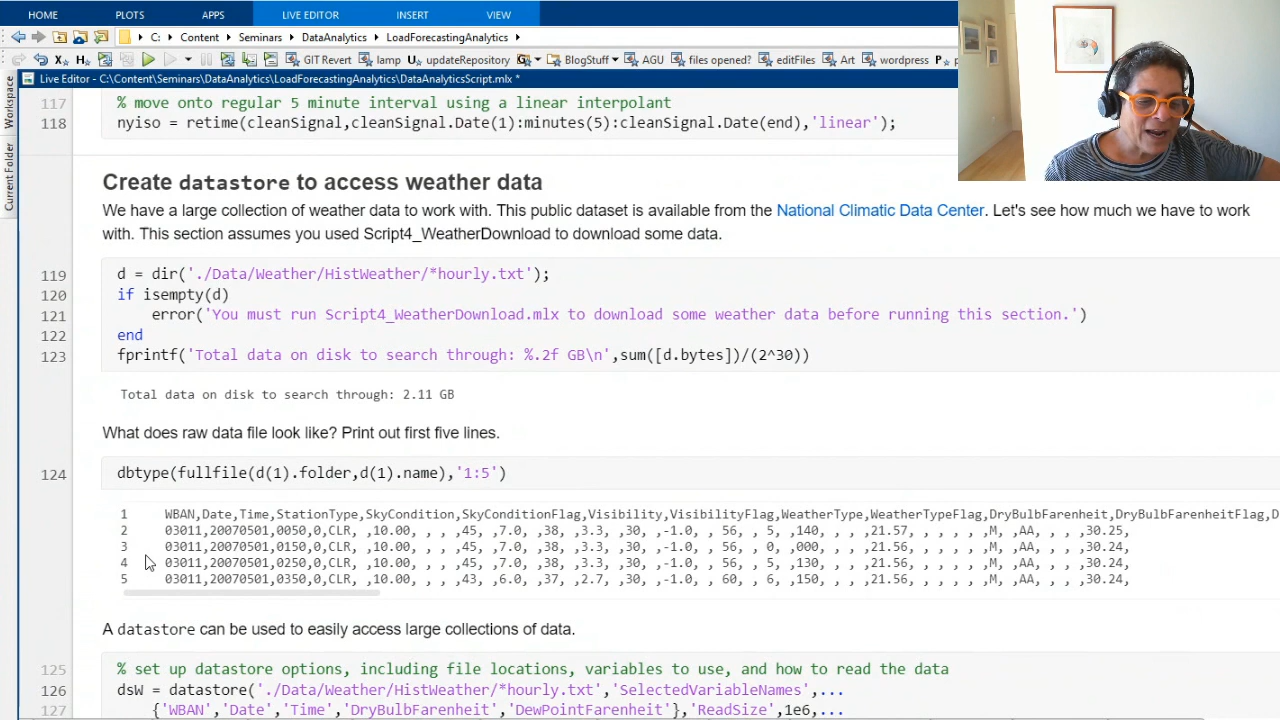 HOME PLOTS APPS LIVE EDITOR INSERT VIEW
C: Content Seminars DataAnalytics LoadForecastingAnalytics
GIT Revert lamp updateRepository BlogStuff AGU files opened? editFiles Art wordpress P
Live Editor - C:\Content\Seminars\DataAnalytics\LoadForecastingAnalytics\DataAnalyticsScript.mlx *
Workspace
Current Folder
117 % move onto regular 5 minute interval using a linear interpolant
118 nyiso = retime(cleanSignal,cleanSignal.Date(1):minutes(5):cleanSignal.Date(end),'linear');
Create datastore to access weather data
We have a large collection of weather data to work with. This public dataset is available from the National Climatic Data Center. Let's see how much we have to work
with. This section assumes you used Script4_WeatherDownload to download some data.
119 d = dir('./Data/Weather/HistWeather/*hourly.txt');
120 if isempty(d)
121 error('You must run Script4_WeatherDownload.mlx to download some weather data before running this section.')
122 end
123 fprintf('Total data on disk to search through: %.2f GB\n',sum([d.bytes])/(2^30))
Total data on disk to search through: 2.11 GB
What does raw data file look like? Print out first five lines.
124 dbtype(fullfile(d(1).folder,d(1).name),'1:5')
1 WBAN,Date,Time,StationType,SkyCondition,SkyConditionFlag,Visibility,VisibilityFlag,WeatherType,WeatherTypeFlag,DryBulbFarenheit,DryBulbFarenheitFlag,D
2 03011,20070501,0050,0,CLR, ,10.00, , , ,45, ,7.0, ,38, ,3.3, ,30, ,-1.0, , 56, , 5, ,140, , ,21.57, , , , , ,M, ,AA, , , ,30.25,
3 03011,20070501,0150,0,CLR, ,10.00, , , ,45, ,7.0, ,38, ,3.3, ,30, ,-1.0, , 56, , 0, ,000, , ,21.56, , , , , ,M, ,AA, , , ,30.24,
4 03011,20070501,0250,0,CLR, ,10.00, , , ,45, ,7.0, ,38, ,3.3, ,30, ,-1.0, , 56, , 5, ,130, , ,21.56, , , , , ,M, ,AA, , , ,30.24,
5 03011,20070501,0350,0,CLR, ,10.00, , , ,43, ,6.0, ,37, ,2.7, ,30, ,-1.0, , 60, , 6, ,150, , ,21.56, , , , , ,M, ,AA, , , ,30.24,
A datastore can be used to easily access large collections of data.
125 % set up datastore options, including file locations, variables to use, and how to read the data
126 dsW = datastore('./Data/Weather/HistWeather/*hourly.txt','SelectedVariableNames',...
127 {'WBAN','Date','Time','DryBulbFarenheit','DewPointFarenheit'},'ReadSize',1e6,...